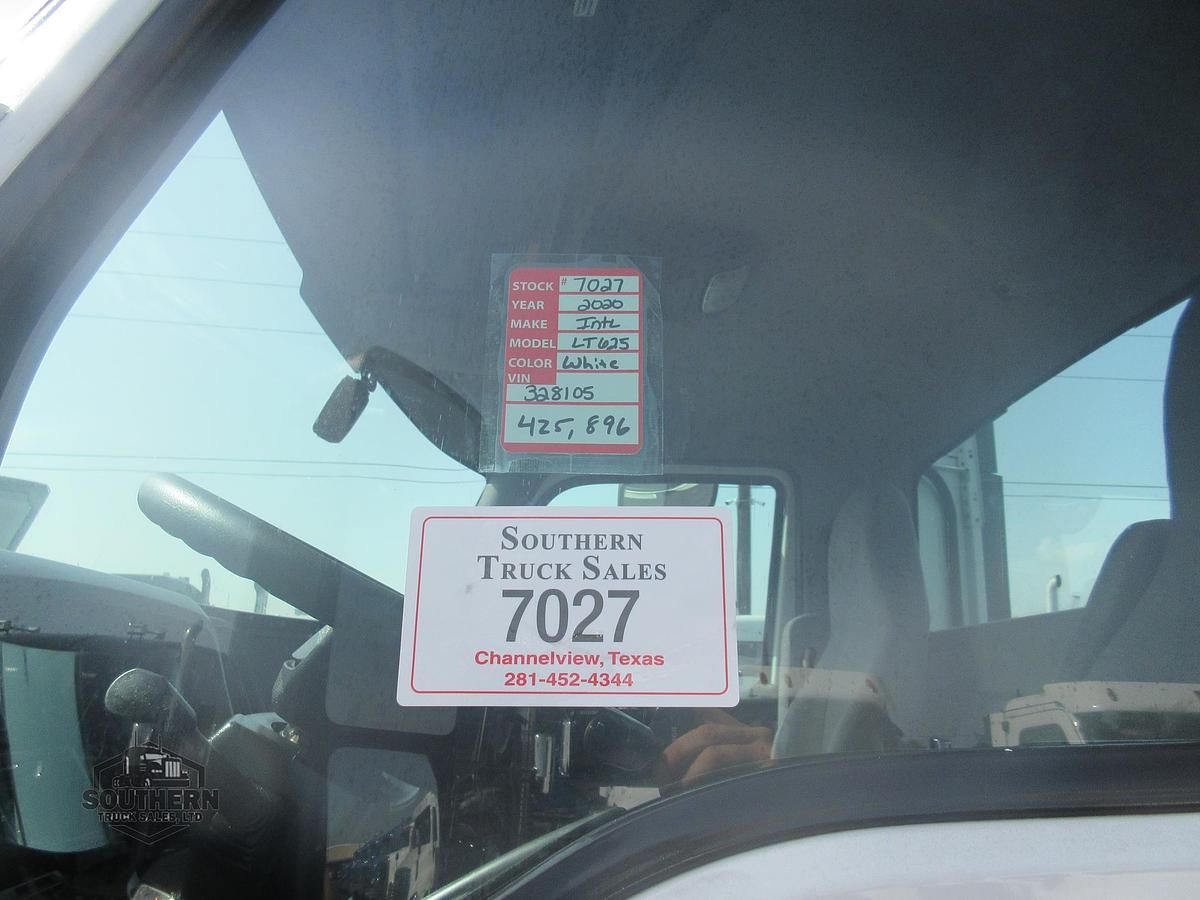 STOCK # 7027
YEAR 2020
MAKE Intl
MODEL LT625
COLOR White
VIN
328105
425,896
SOUTHERN
TRUCK SALES
7027
Channelview, Texas
281-452-4344
SOUTHERN
TRUCK SALES, LTD